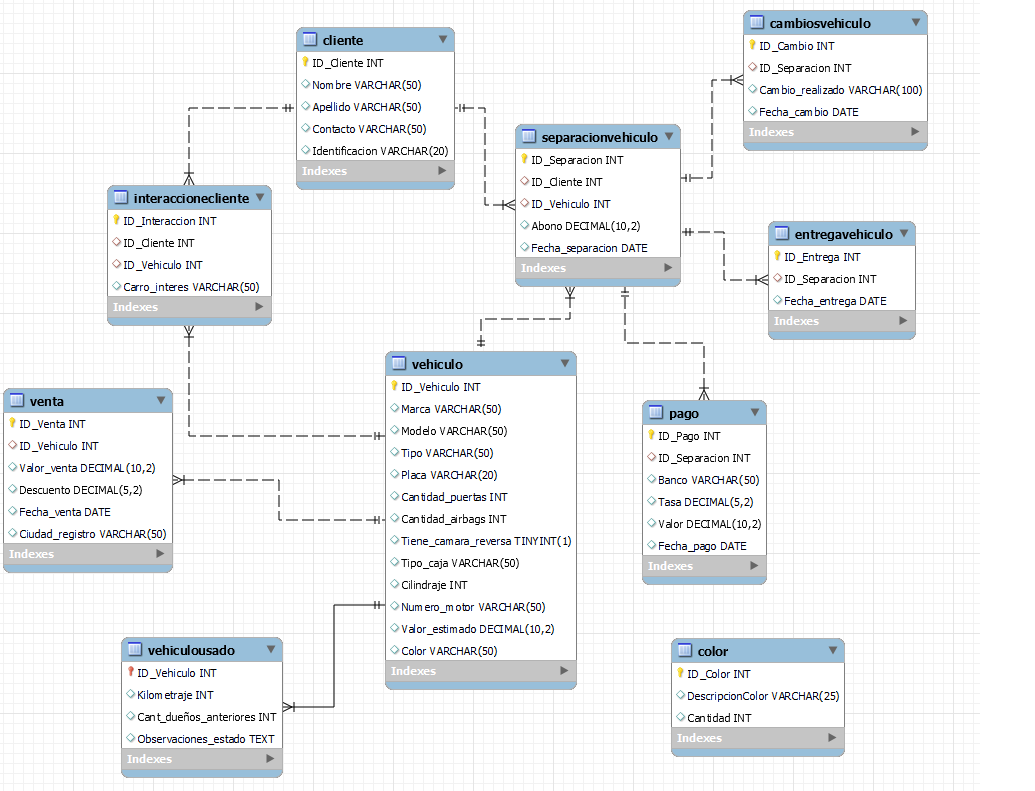 cliente
ID_Cliente INT
Nombre VARCHAR(50)
Apellido VARCHAR(50)
Contacto VARCHAR(50)
Identificacion VARCHAR(20)
Indexes
cambiosvehiculo
ID_Cambio INT
ID_Separacion INT
Cambio_realizado VARCHAR(100)
Fecha_cambio DATE
Indexes
separacionvehiculo
ID_Separacion INT
ID_Cliente INT
ID_Vehiculo INT
Abono DECIMAL(10,2)
Fecha_separacion DATE
Indexes
interaccionecliente
ID_Interaccion INT
ID_Cliente INT
ID_Vehiculo INT
Carro_interes VARCHAR(50)
Indexes
entregavehiculo
ID_Entrega INT
ID_Separacion INT
Fecha_entrega DATE
Indexes
vehiculo
ID_Vehiculo INT
Marca VARCHAR(50)
Modelo VARCHAR(50)
Tipo VARCHAR(50)
Placa VARCHAR(20)
Cantidad_puertas INT
Cantidad_airbags INT
Tiene_camara_reversa TINYINT(1)
Tipo_caja VARCHAR(50)
Cilindraje INT
Numero_motor VARCHAR(50)
Valor_estimado DECIMAL(10,2)
Color VARCHAR(50)
Indexes
venta
ID_Venta INT
ID_Vehiculo INT
Valor_venta DECIMAL(10,2)
Descuento DECIMAL(5,2)
Fecha_venta DATE
Ciudad_registro VARCHAR(50)
Indexes
pago
ID_Pago INT
ID_Separacion INT
Banco VARCHAR(50)
Tasa DECIMAL(5,2)
Valor DECIMAL(10,2)
Fecha_pago DATE
Indexes
vehiculousado
ID_Vehiculo INT
Kilometraje INT
Cant_dueños_anteriores INT
Observaciones_estado TEXT
Indexes
color
ID_Color INT
DescripcionColor VARCHAR(25)
Cantidad INT
Indexes